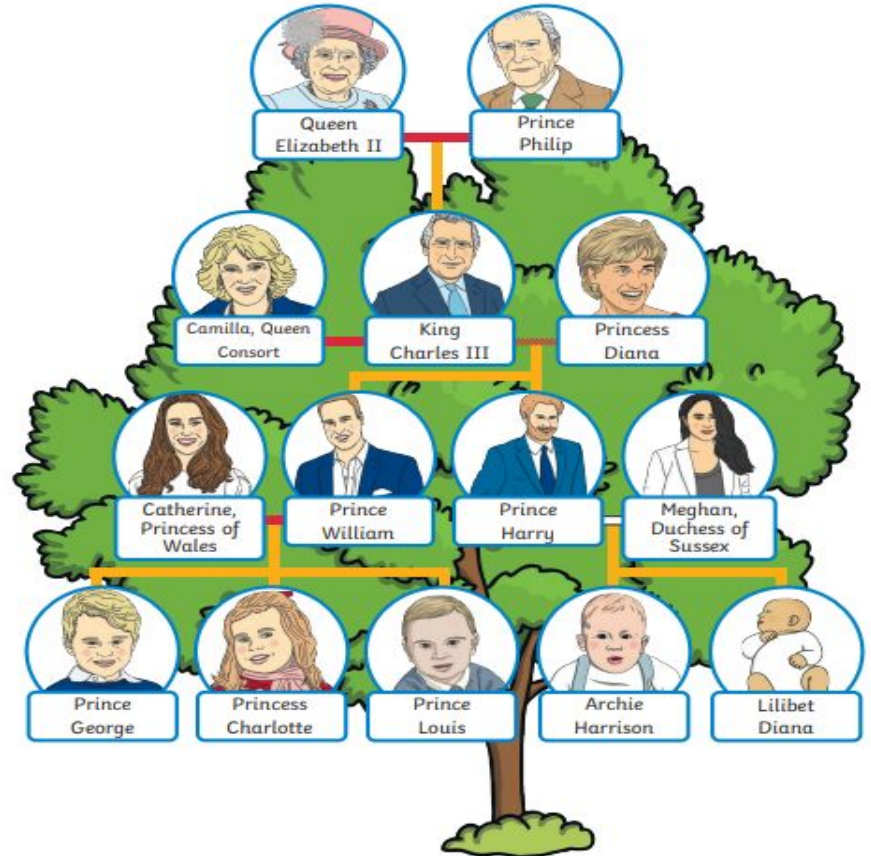 Queen
Elizabeth II
Prince
Philip
Camilla, Queen
Consort
King
Charles III
Princess
Diana
Catherine,
Princess of
Wales
Prince
William
Prince
Harry
Meghan,
Duchess of
Sussex
Prince
George
Princess
Charlotte
Prince
Louis
Archie
Harrison
Lilibet
Diana